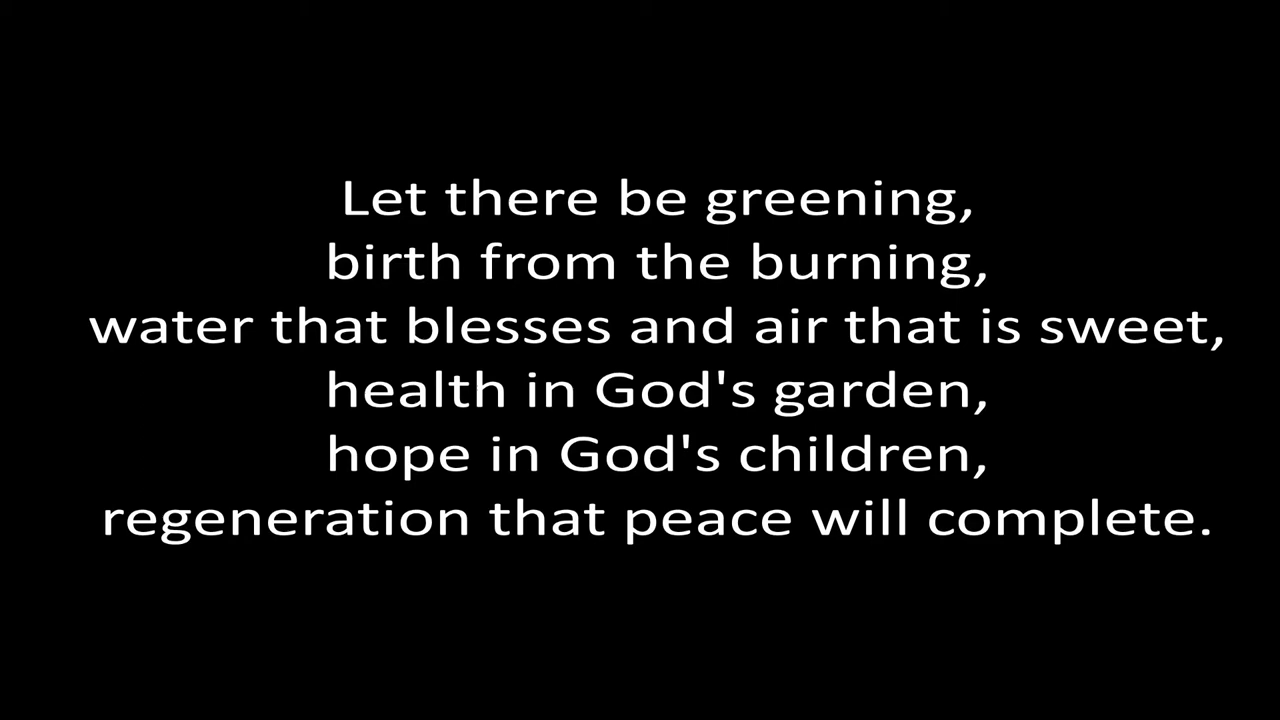 Let there be greening,
birth from the burning,
water that blesses and air that is sweet,
health in God's garden,
hope in God's children,
regeneration that peace will complete.